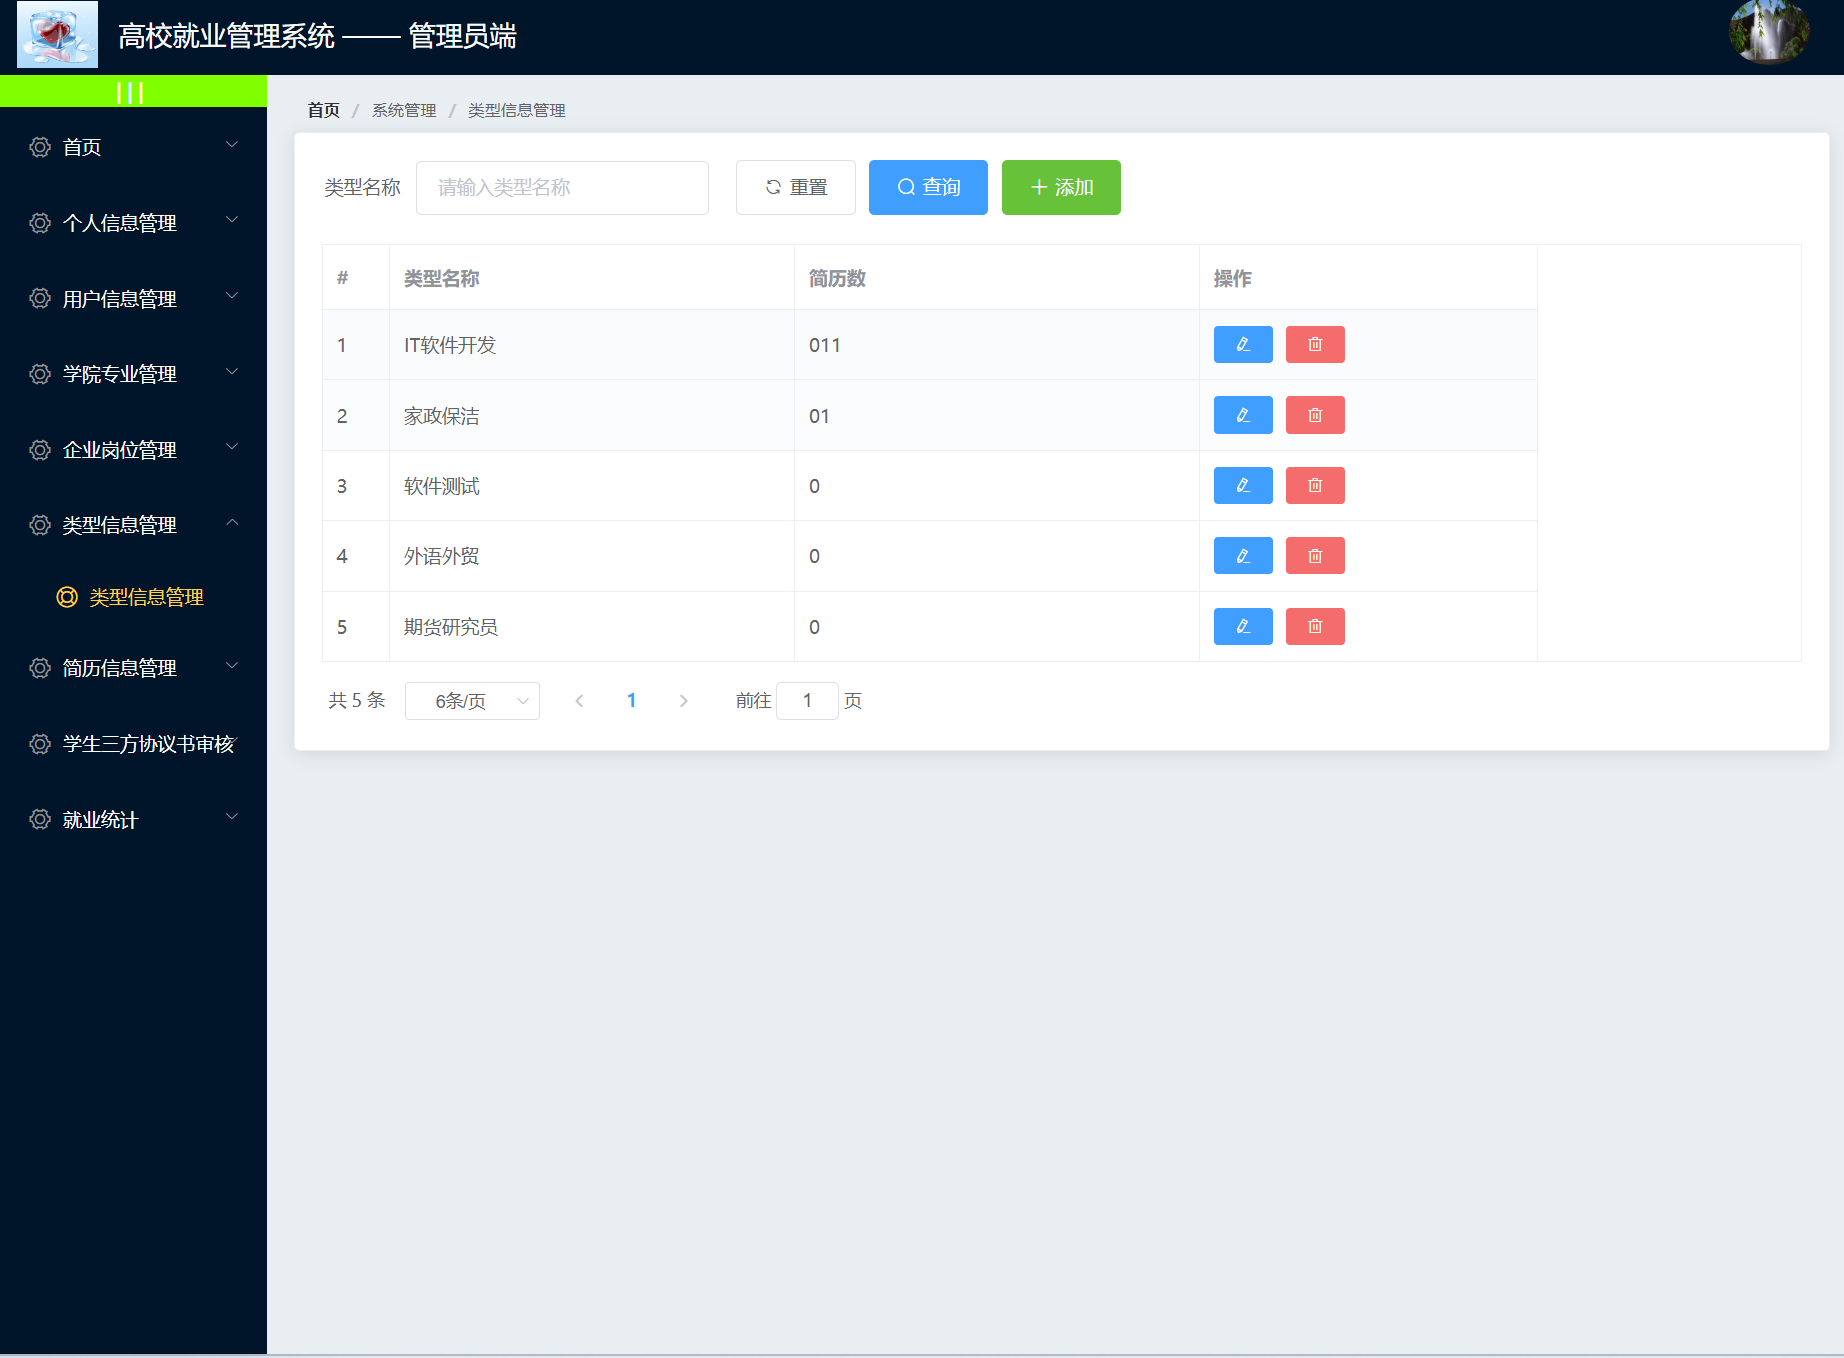 高校就业管理系统 —— 管理员端
|||
首页
个人信息管理
用户信息管理
学院专业管理
企业岗位管理
类型信息管理
类型信息管理
简历信息管理
学生三方协议书审核
就业统计
首页 / 系统管理 / 类型信息管理
类型名称 请输入类型名称 重置 查询 添加
# 类型名称 简历数 操作
1 IT软件开发 011
2 家政保洁 01
3 软件测试 0
4 外语外贸 0
5 期货研究员 0
共 5 条 6条/页 1 前往 1 页